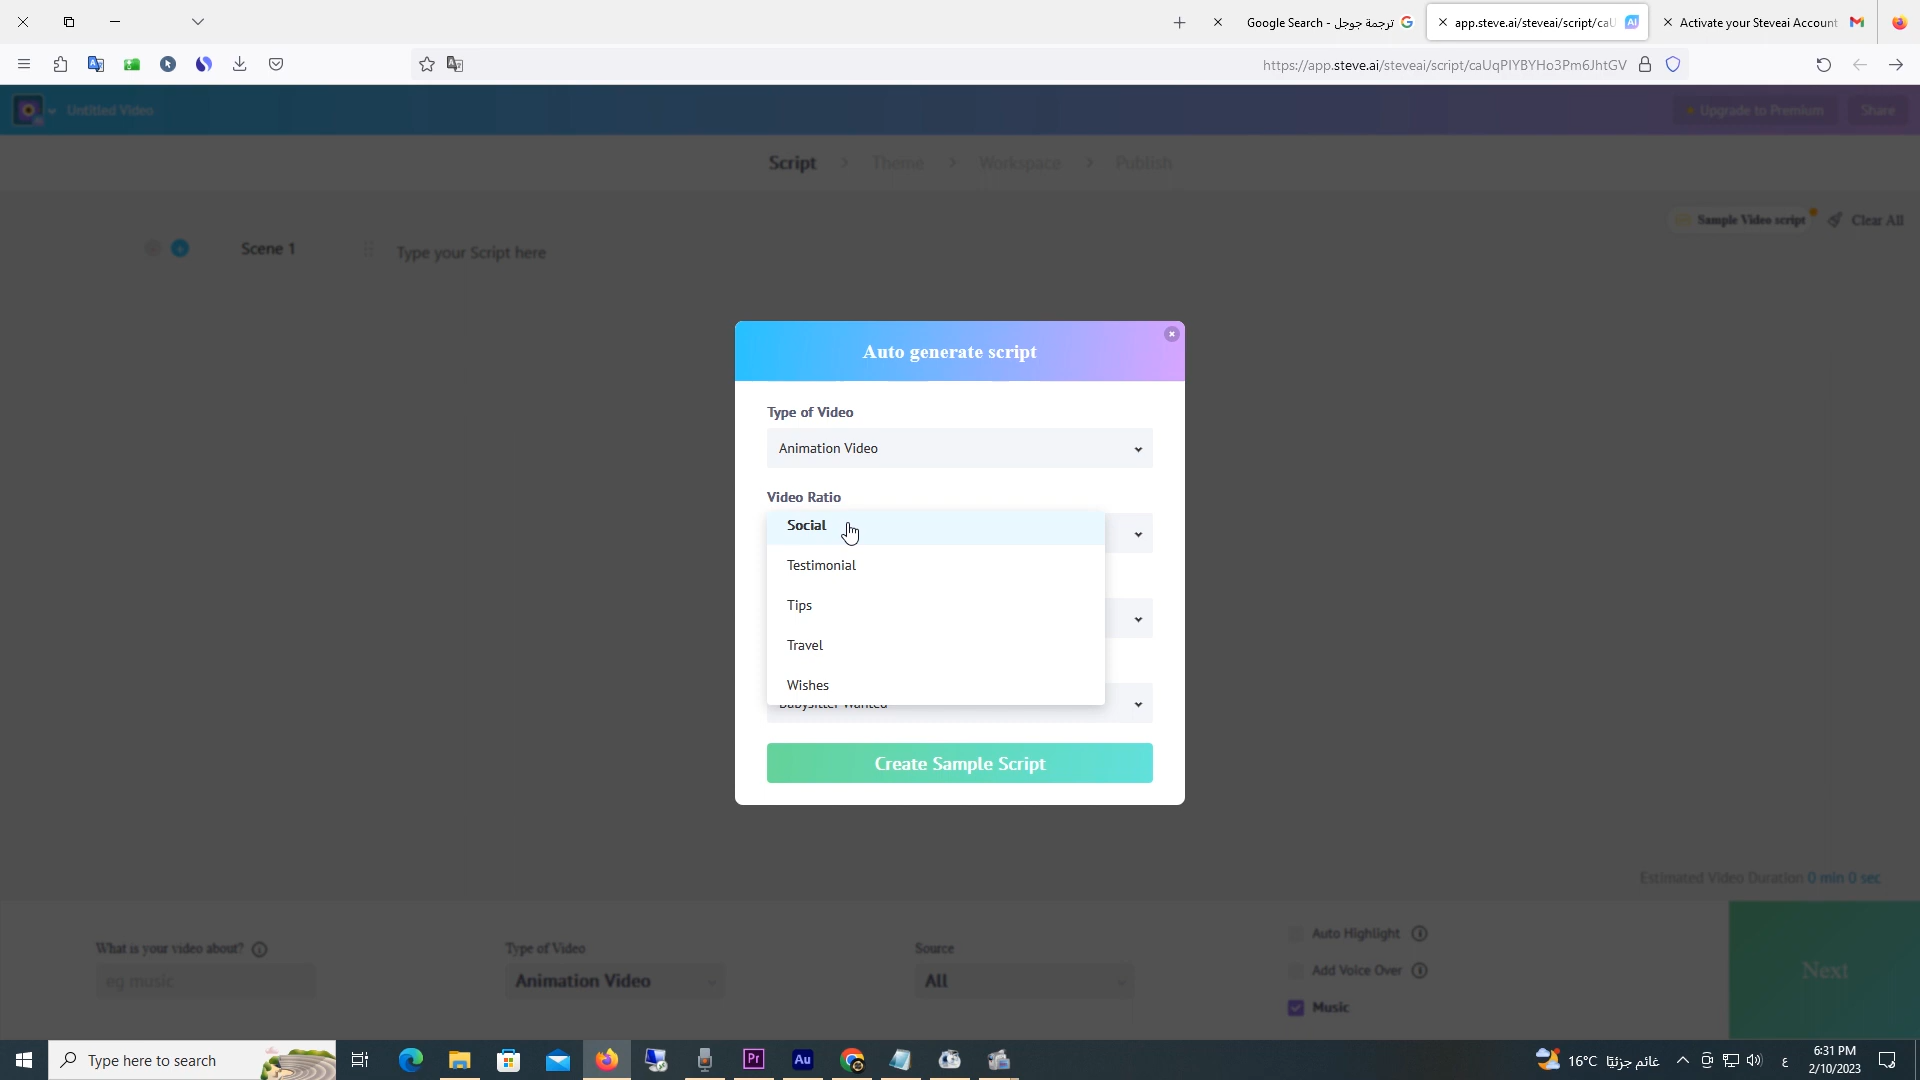 Google Search - ترجمة جوجل
app.steve.ai/steveai/script/caU
Activate your Steveai Account
https://app.steve.ai/steveai/script/caUqPIYBYHo3Pm6JhtGV
Untitled Video
Upgrade to Premium
Share
Script
Theme
Workspace
Publish
Sample Video script
Clear All
Scene 1
Type your Script here
Auto generate script
Type of Video
Animation Video
Video Ratio
Social
Testimonial
Tips
Travel
Wishes
Babysitter Wanted
Create Sample Script
Estimated Video Duration 0 min 0 sec
What is your video about?
eg music
Type of Video
Animation Video
Source
All
Auto Highlight
Add Voice Over
Music
Next
Type here to search
Pr
Au
16°C غائم جزئيًا
ع
6:31 PM
2/10/2023